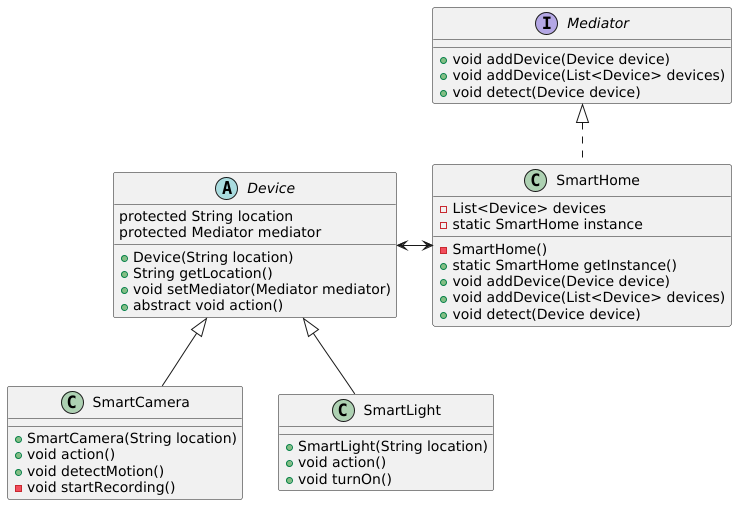 I Mediator
void addDevice(Device device)
void addDevice(List<Device> devices)
void detect(Device device)
A Device
protected String location
protected Mediator mediator
Device(String location)
String getLocation()
void setMediator(Mediator mediator)
abstract void action()
C SmartHome
List<Device> devices
static SmartHome instance
SmartHome()
static SmartHome getInstance()
void addDevice(Device device)
void addDevice(List<Device> devices)
void detect(Device device)
C SmartCamera
SmartCamera(String location)
void action()
void detectMotion()
void startRecording()
C SmartLight
SmartLight(String location)
void action()
void turnOn()